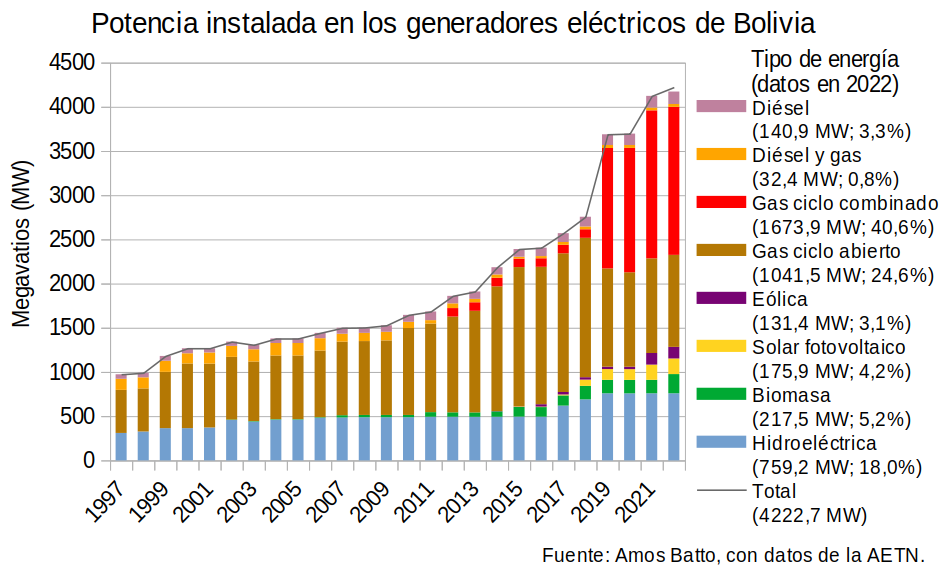 Potencia instalada en los generadores eléctricos de Bolivia
Megavatios (MW)
4500
4000
3500
3000
2500
2000
1500
1000
500
0
1997
1999
2001
2003
2005
2007
2009
2011
2013
2015
2017
2019
2021
Tipo de energía
(datos en 2022)
Diésel
(140,9 MW; 3,3%)
Diésel y gas
(32,4 MW; 0,8%)
Gas ciclo combinado
(1673,9 MW; 40,6%)
Gas ciclo abierto
(1041,5 MW; 24,6%)
Eólica
(131,4 MW; 3,1%)
Solar fotovoltaico
(175,9 MW; 4,2%)
Biomasa
(217,5 MW; 5,2%)
Hidroeléctrica
(759,2 MW; 18,0%)
Total
(4222,7 MW)
Fuente: Amos Batto, con datos de la AETN.